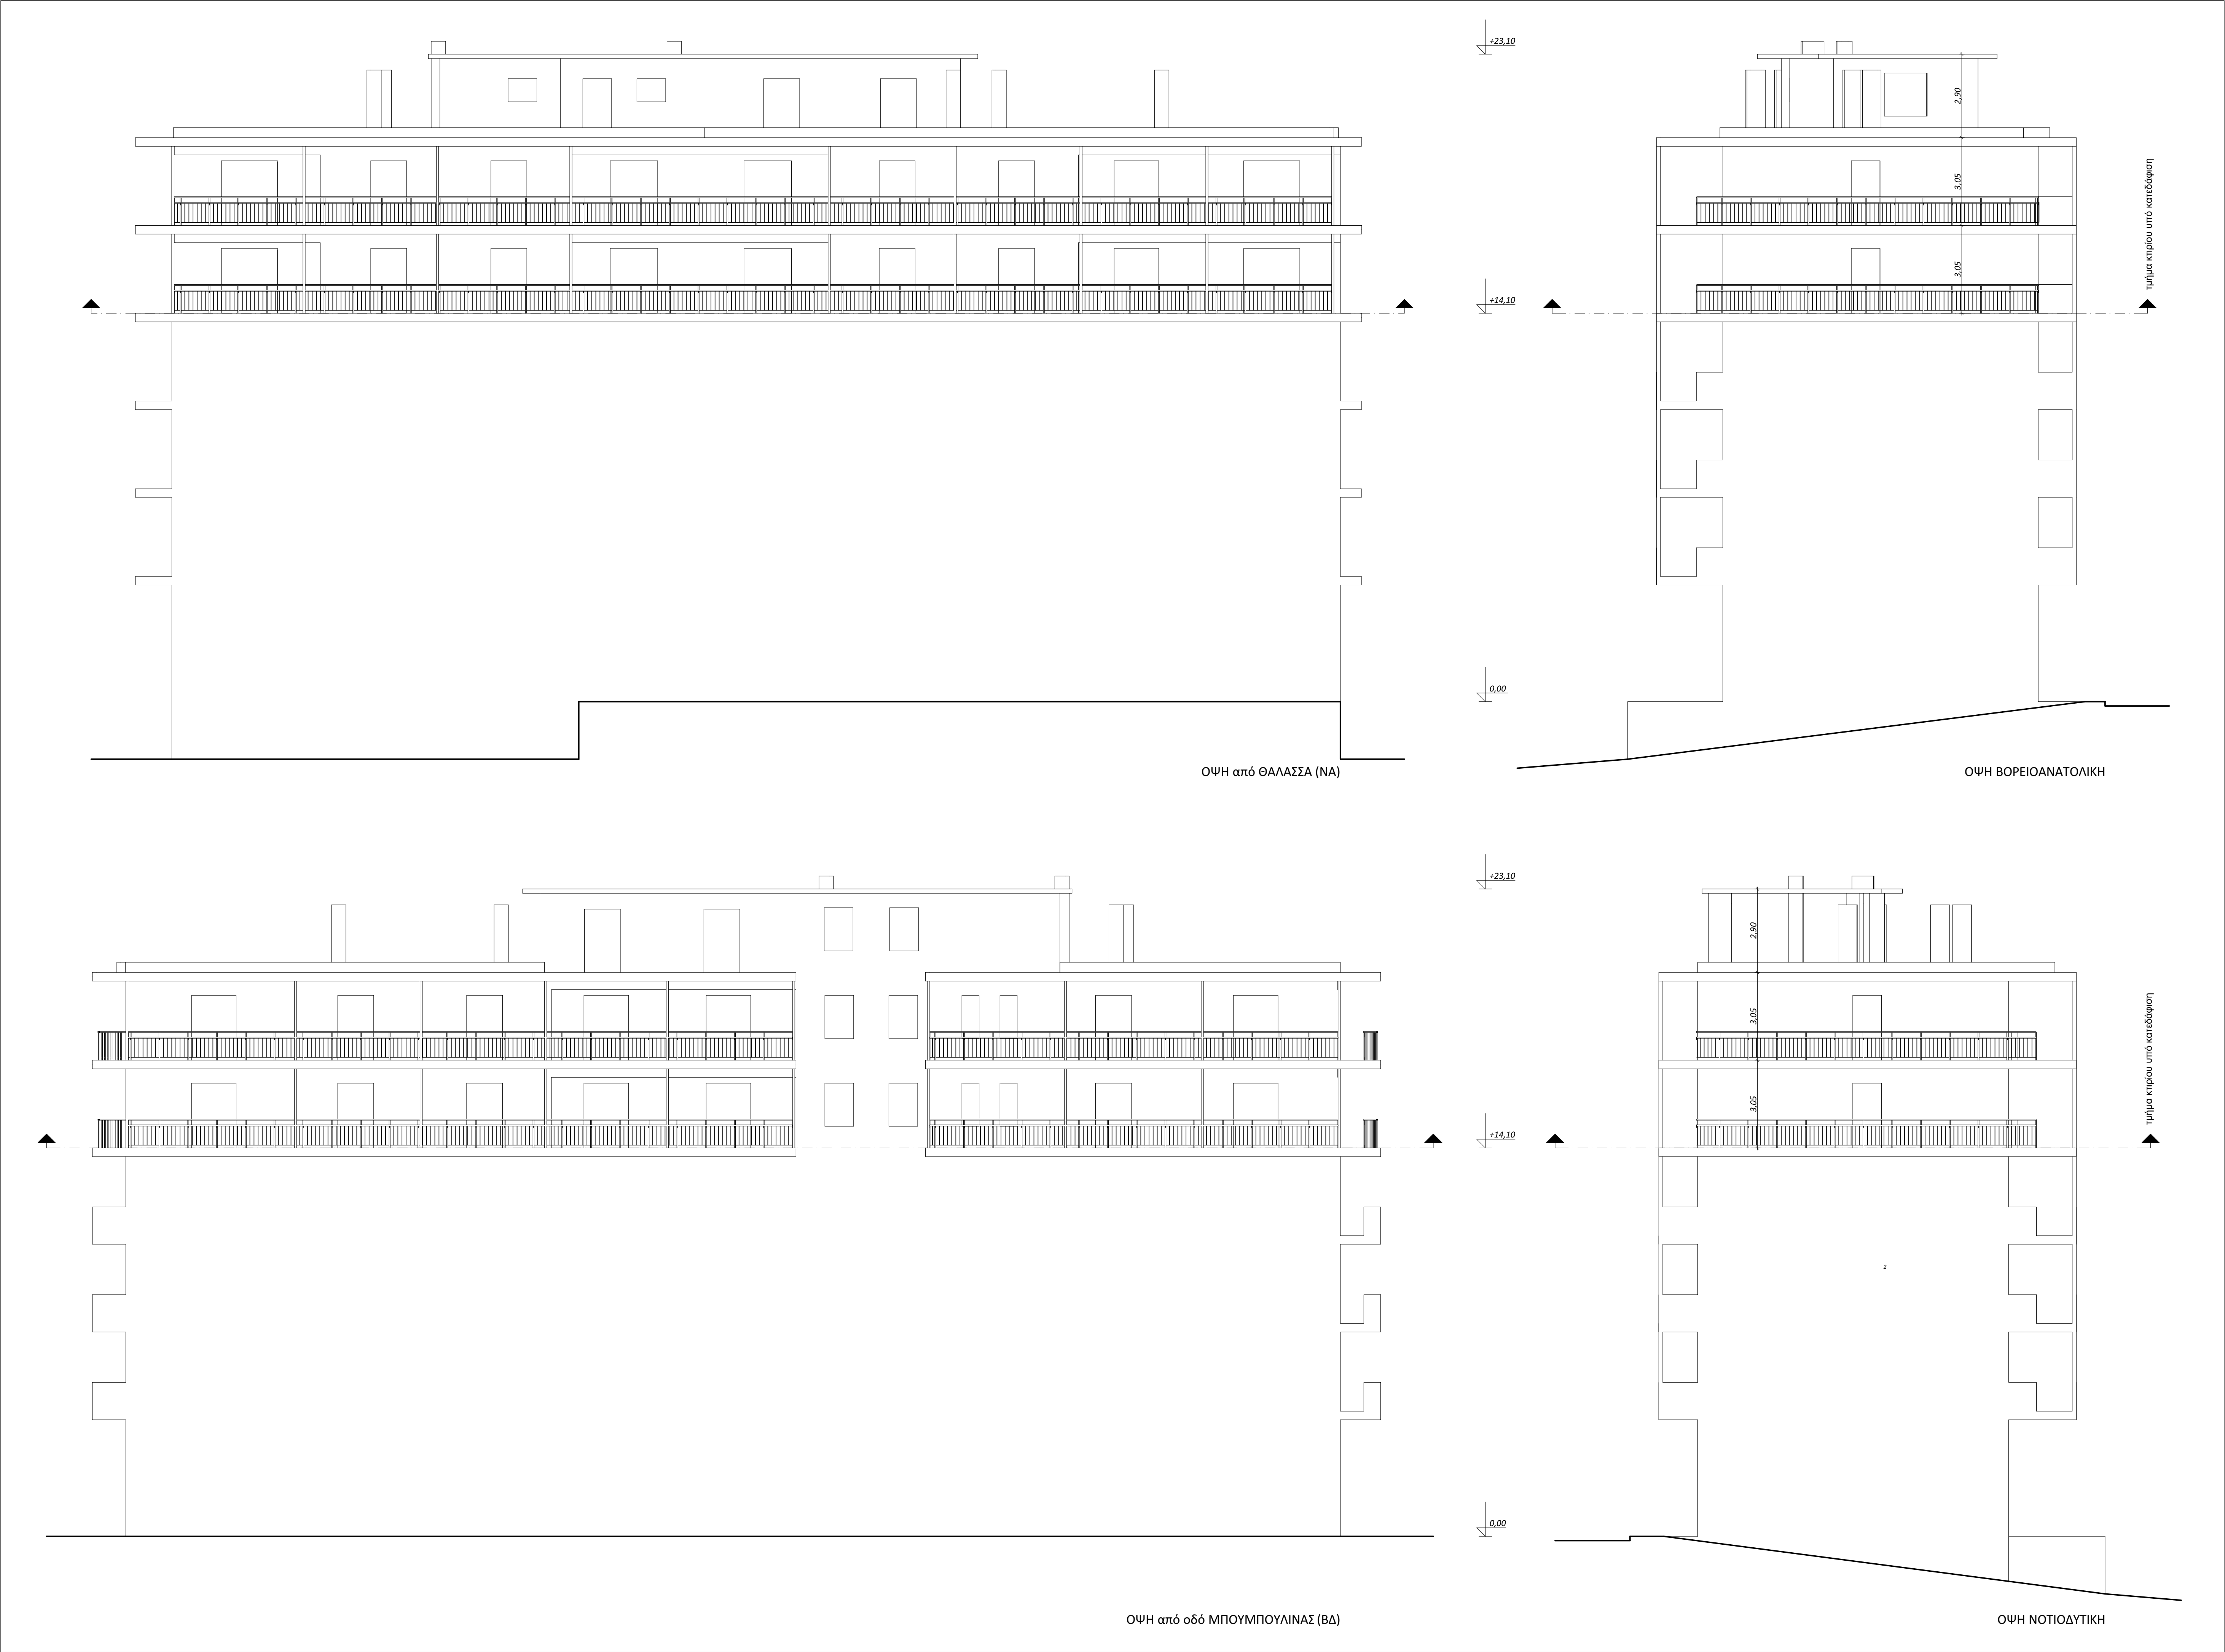 +23,10
2,90
3,05
3,05
τμήμα κτιρίου υπό κατεδάφιση
+14,10
0,00
ΟΨΗ από ΘΑΛΑΣΣΑ (ΝΑ)
ΟΨΗ ΒΟΡΕΙΟΑΝΑΤΟΛΙΚΗ
+23,10
2,90
3,05
3,05
τμήμα κτιρίου υπό κατεδάφιση
+14,10
2
0,00
ΟΨΗ από οδό ΜΠΟΥΜΠΟΥΛΙΝΑΣ (ΒΔ)
ΟΨΗ ΝΟΤΙΟΔΥΤΙΚΗ